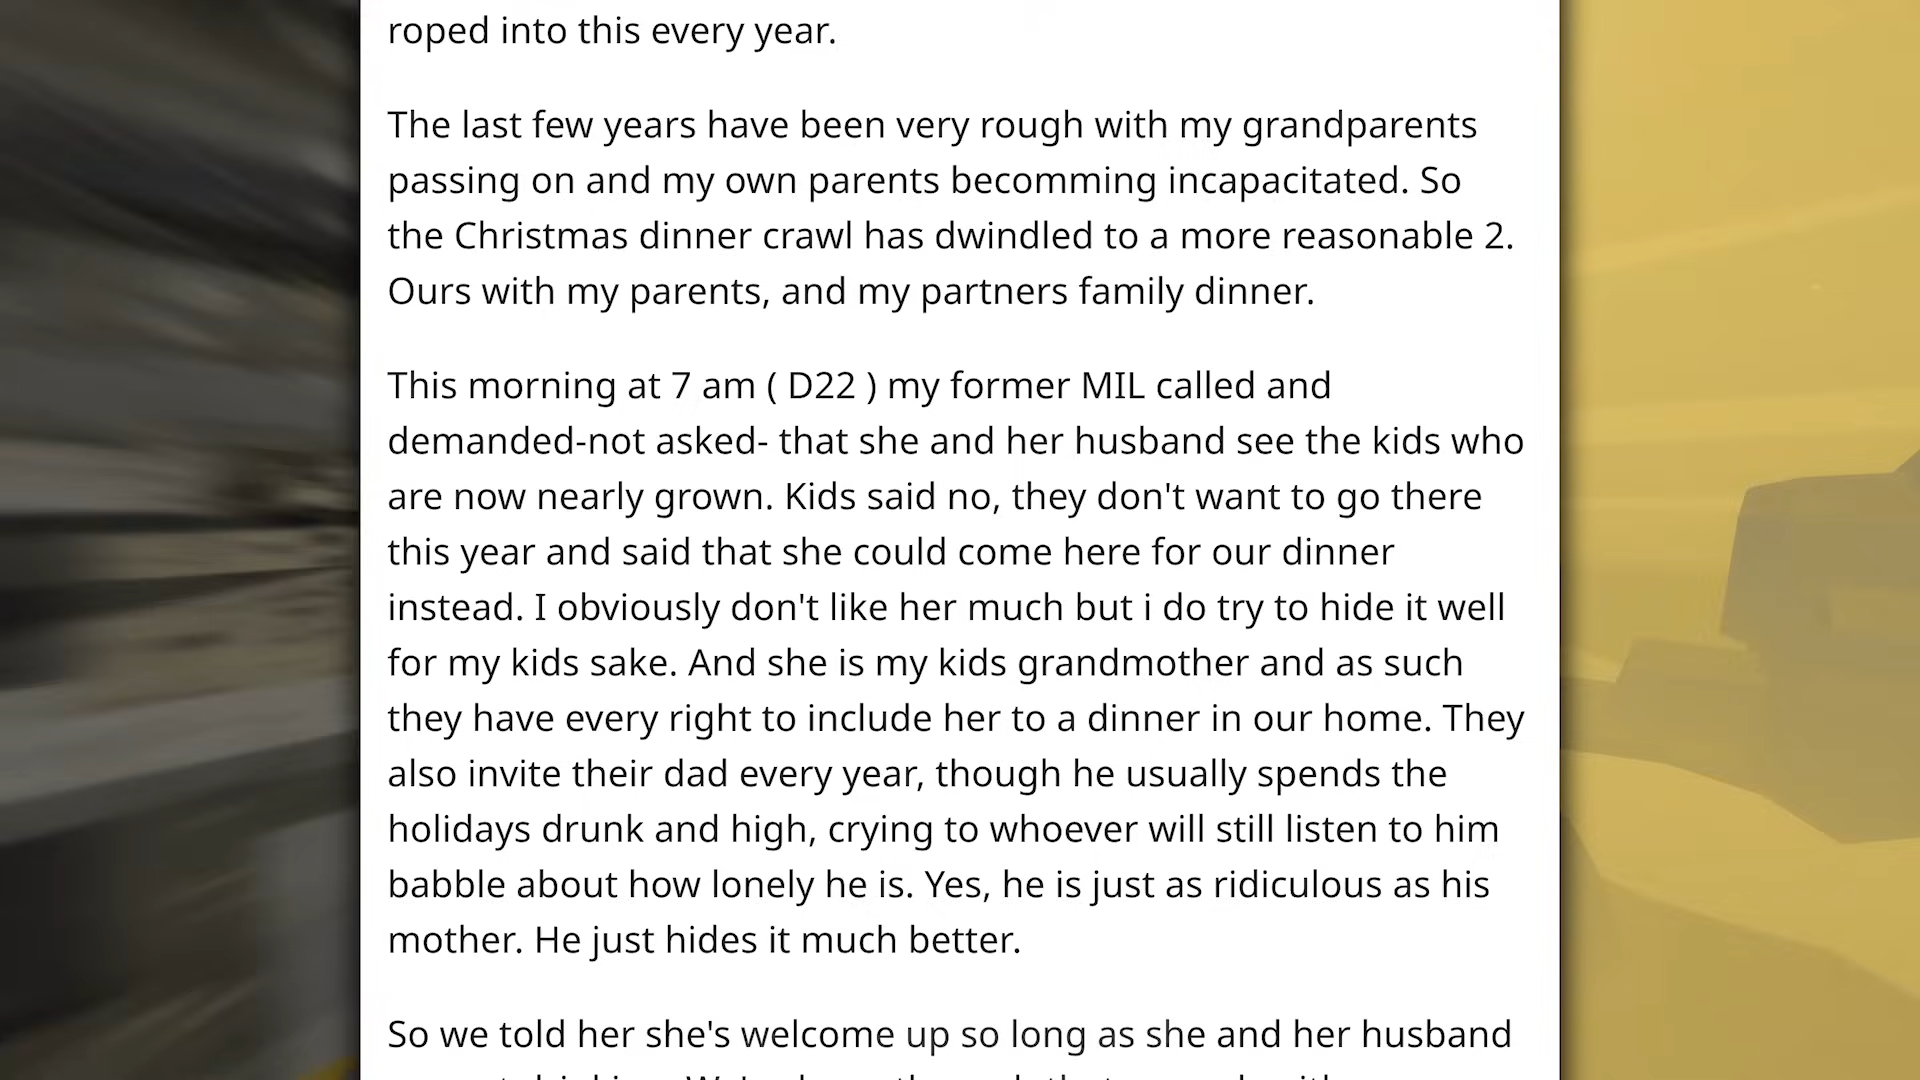 roped into this every year.
The last few years have been very rough with my grandparents
passing on and my own parents becomming incapacitated. So
the Christmas dinner crawl has dwindled to a more reasonable 2.
Ours with my parents, and my partners family dinner.
This morning at 7 am ( D22 ) my former MIL called and
demanded-not asked- that she and her husband see the kids who
are now nearly grown. Kids said no, they don't want to go there
this year and said that she could come here for our dinner
instead. I obviously don't like her much but i do try to hide it well
for my kids sake. And she is my kids grandmother and as such
they have every right to include her to a dinner in our home. They
also invite their dad every year, though he usually spends the
holidays drunk and high, crying to whoever will still listen to him
babble about how lonely he is. Yes, he is just as ridiculous as his
mother. He just hides it much better.
So we told her she's welcome up so long as she and her husband